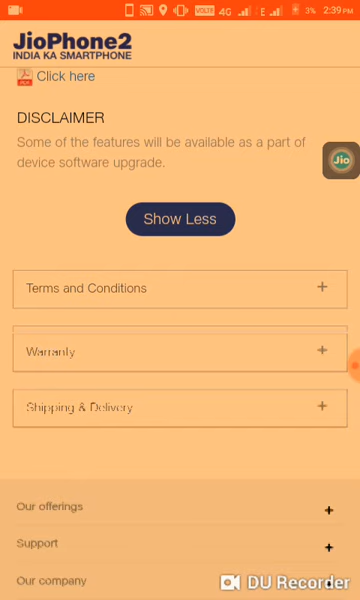 VOLTE 4G E 3% 2:39PM
JioPhone2
INDIA KA SMARTPHONE
Click here
DISCLAIMER
Some of the features will be available as a part of
device software upgrade.
Jio
Show Less
Terms and Conditions +
Warranty +
Shipping & Delivery +
Our offerings +
Support +
Our company
DU Recorder